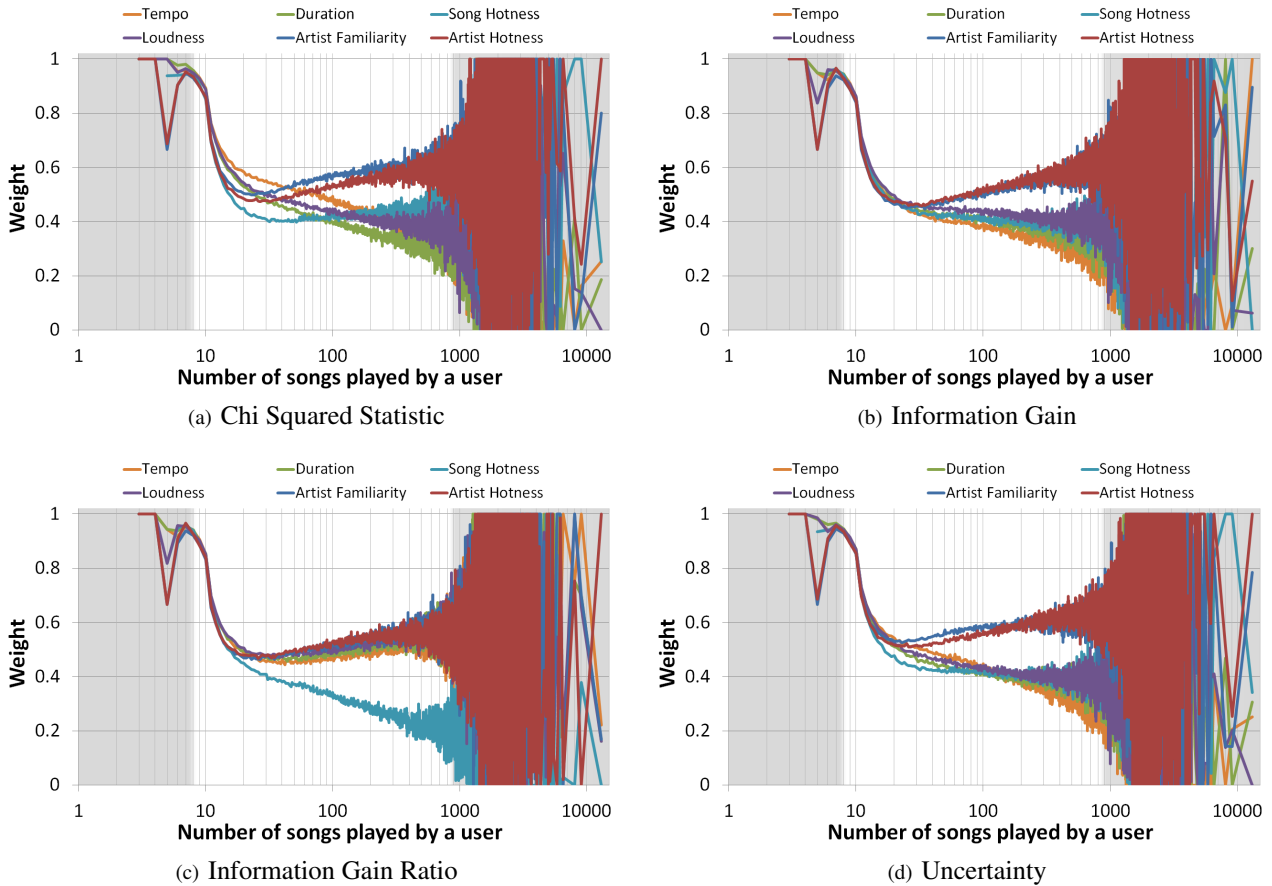 Tempo Duration Song Hotness
Loudness Artist Familiarity Artist Hotness
1
0.8
0.6
0.4
0.2
0
Weight
1 10 100 1000 10000
Number of songs played by a user
(a) Chi Squared Statistic
Tempo Duration Song Hotness
Loudness Artist Familiarity Artist Hotness
1
0.8
0.6
0.4
0.2
0
Weight
1 10 100 1000 10000
Number of songs played by a user
(b) Information Gain
Tempo Duration Song Hotness
Loudness Artist Familiarity Artist Hotness
1
0.8
0.6
0.4
0.2
0
Weight
1 10 100 1000 10000
Number of songs played by a user
(c) Information Gain Ratio
Tempo Duration Song Hotness
Loudness Artist Familiarity Artist Hotness
1
0.8
0.6
0.4
0.2
0
Weight
1 10 100 1000 10000
Number of songs played by a user
(d) Uncertainty